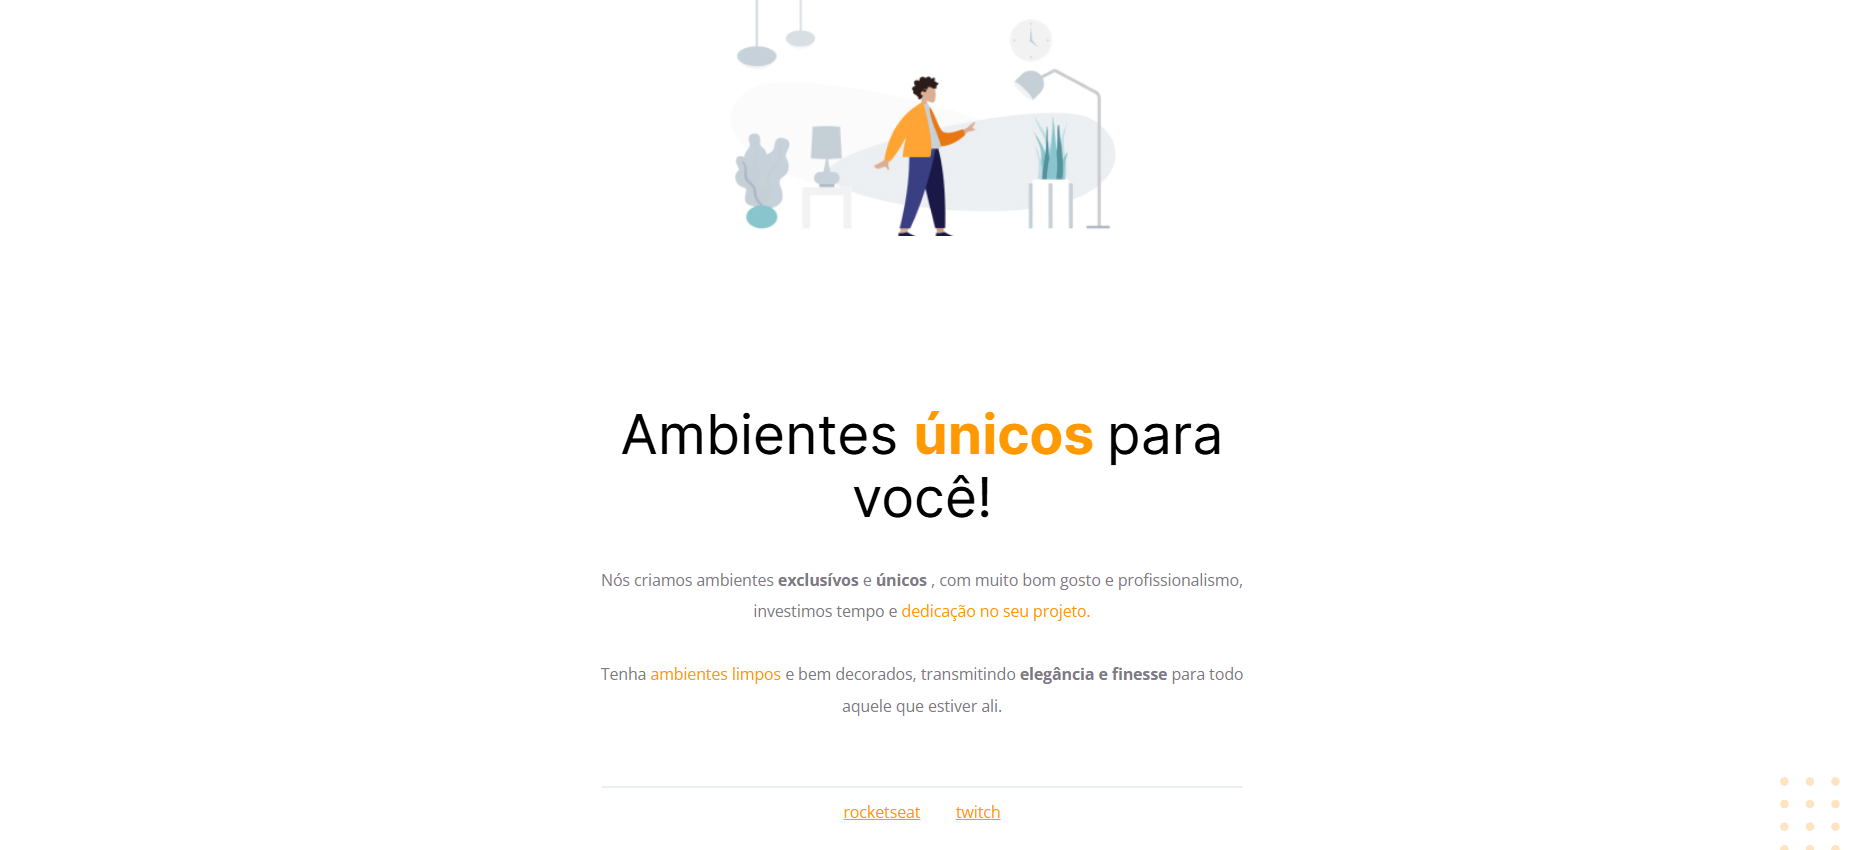 Ambientes únicos para
você!
Nós criamos ambientes exclusívos e únicos , com muito bom gosto e profissionalismo,
investimos tempo e dedicação no seu projeto.
Tenha ambientes limpos e bem decorados, transmitindo elegância e finesse para todo
aquele que estiver ali.
rocketseat twitch